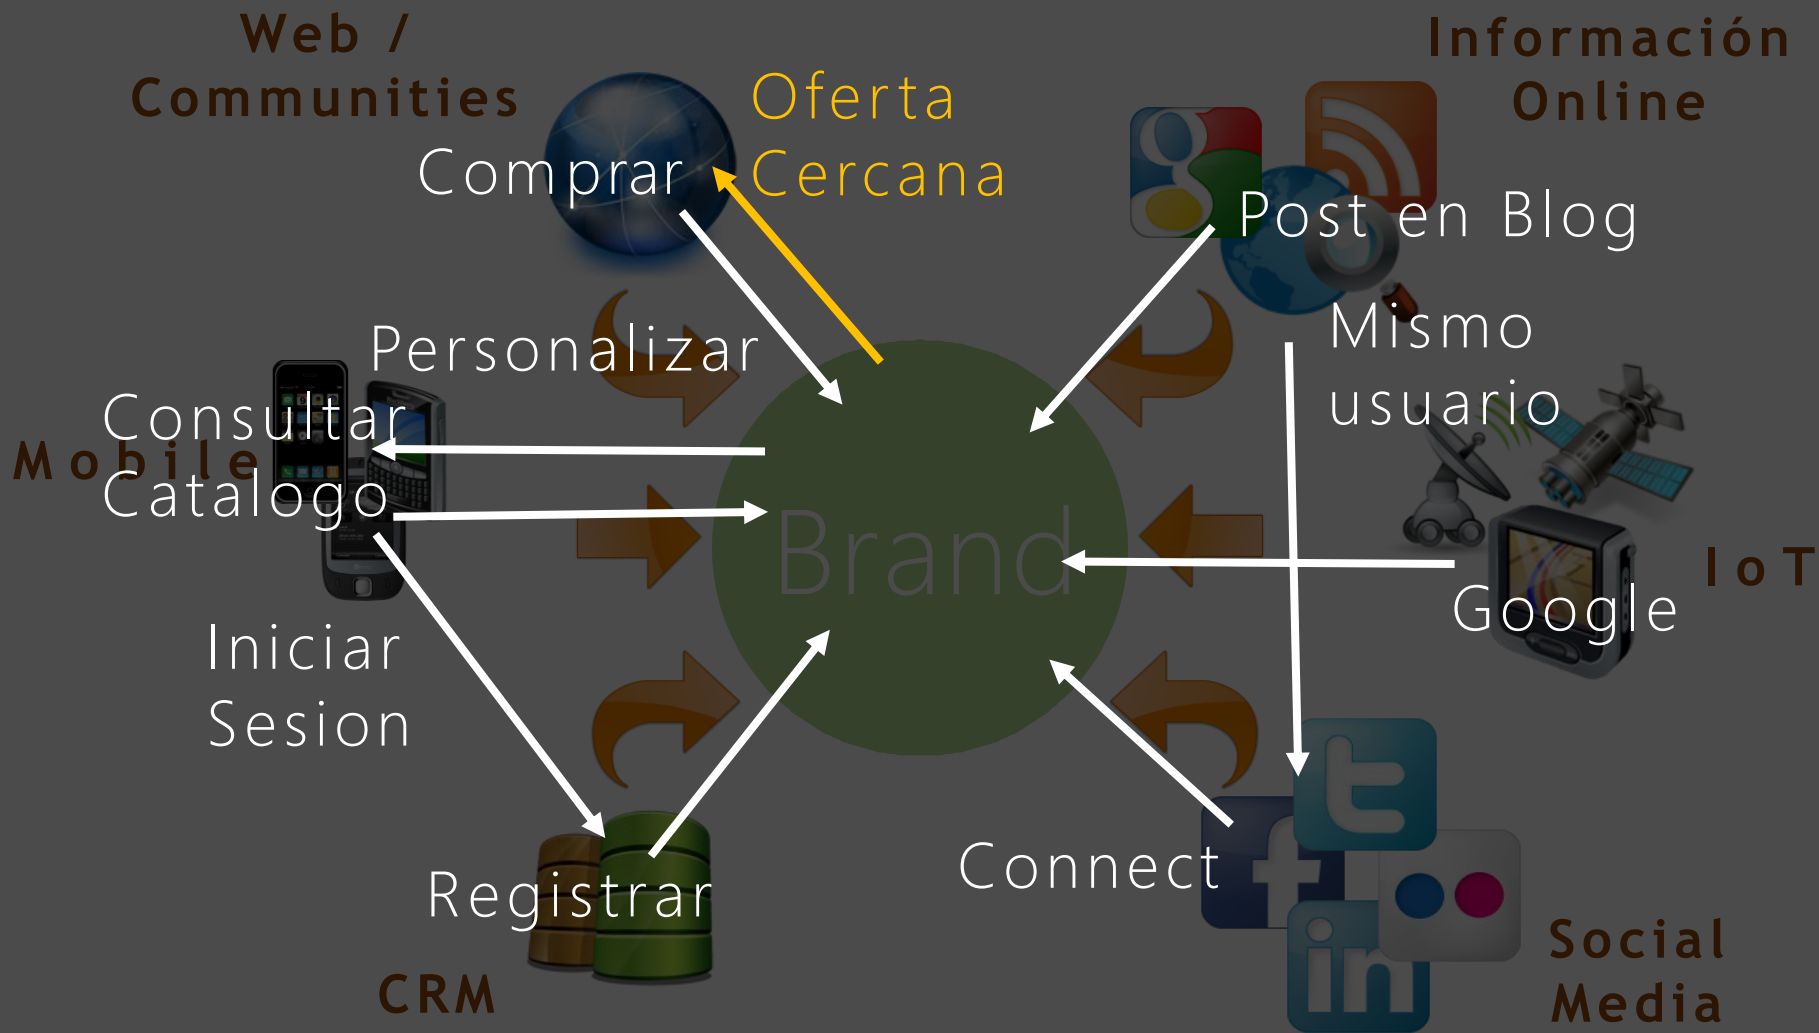 Web /
Communities
Información
Online
Oferta
Cercana
Comprar
Post en Blog
Personalizar
Mismo
usuario
Consultar
Catalogo
Mobile
Brand
IoT
Google
Iniciar
Sesion
Connect
Registrar
CRM
Social
Media